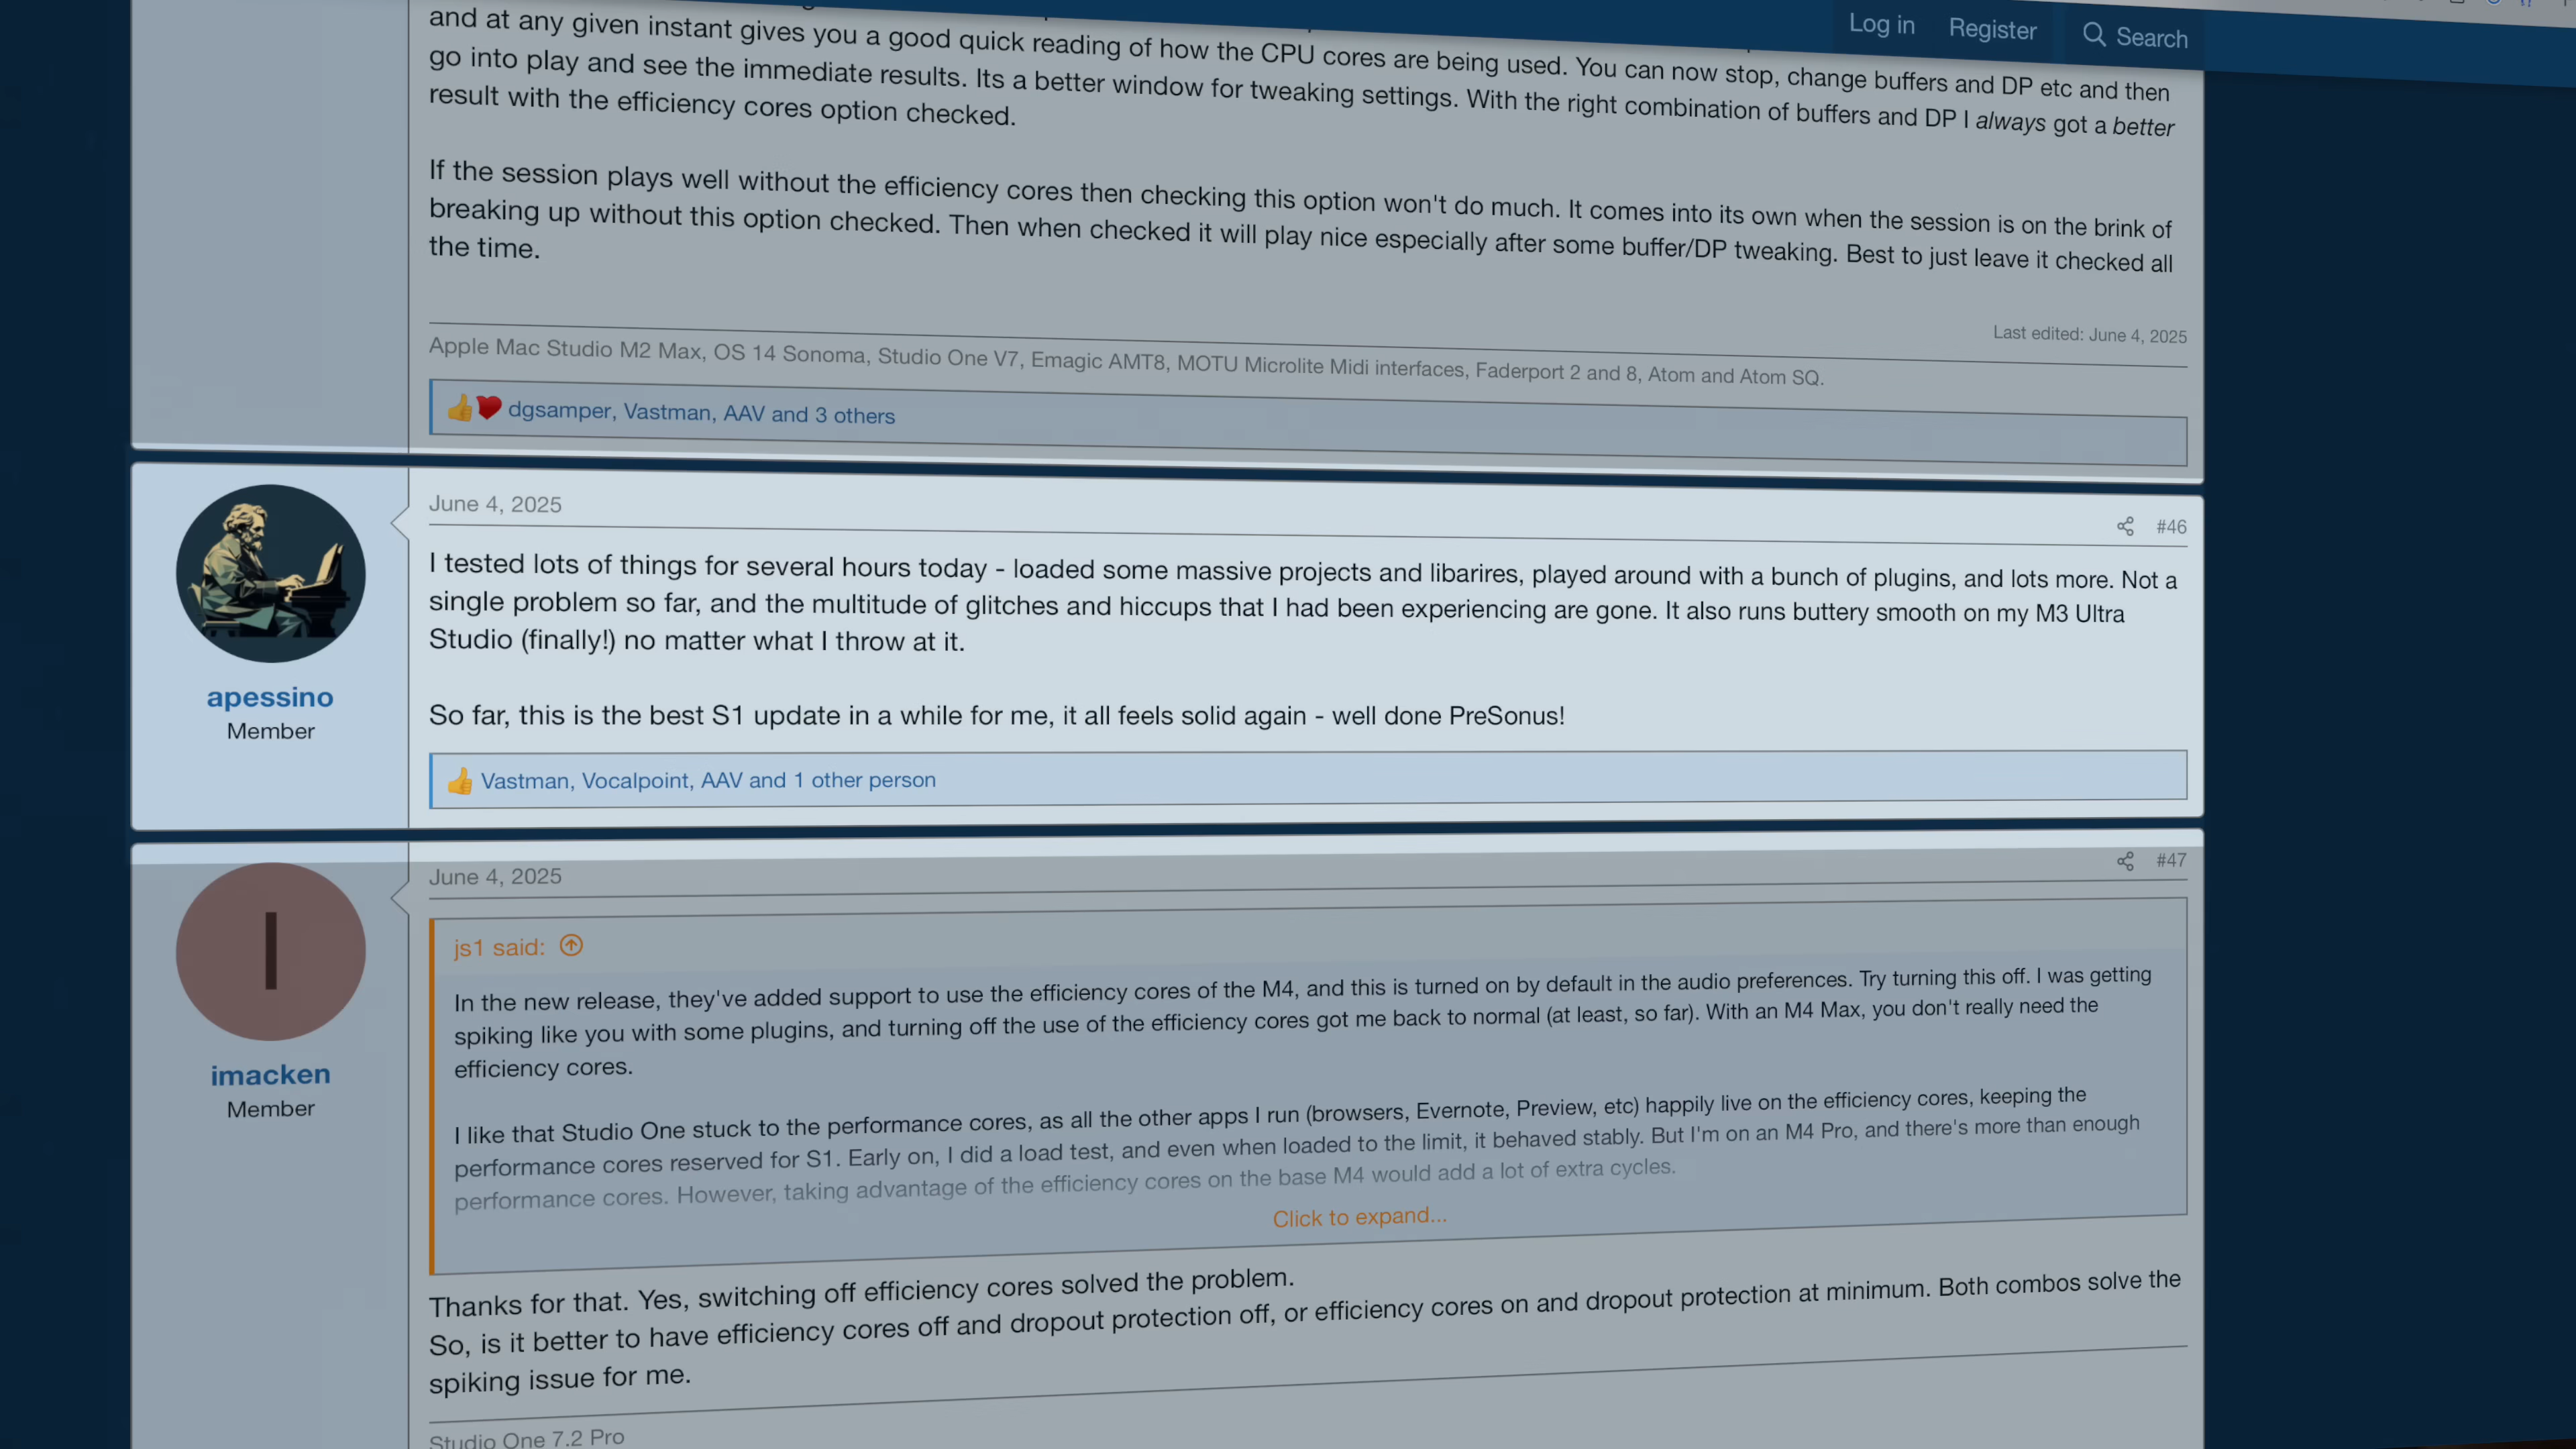 Log in Register Search
and at any given instant gives you a good quick reading of how the CPU cores are being used. You can now stop, change buffers and DP etc and then
go into play and see the immediate results. Its a better window for tweaking settings. With the right combination of buffers and DP I always got a better
result with the efficiency cores option checked.
If the session plays well without the efficiency cores then checking this option won't do much. It comes into its own when the session is on the brink of
breaking up without this option checked. Then when checked it will play nice especially after some buffer/DP tweaking. Best to just leave it checked all
the time.
Last edited: June 4, 2025
Apple Mac Studio M2 Max, OS 14 Sonoma, Studio One V7, Emagic AMT8, MOTU Microlite Midi interfaces, Faderport 2 and 8, Atom and Atom SQ.
dgsamper, Vastman, AAV and 3 others
June 4, 2025
#46
I tested lots of things for several hours today - loaded some massive projects and libarires, played around with a bunch of plugins, and lots more. Not a
single problem so far, and the multitude of glitches and hiccups that I had been experiencing are gone. It also runs buttery smooth on my M3 Ultra
Studio (finally!) no matter what I throw at it.
So far, this is the best S1 update in a while for me, it all feels solid again - well done PreSonus!
apessino
Member
Vastman, Vocalpoint, AAV and 1 other person
June 4, 2025
#47
I
imacken
Member
js1 said:
In the new release, they've added support to use the efficiency cores of the M4, and this is turned on by default in the audio preferences. Try turning this off. I was getting
spiking like you with some plugins, and turning off the use of the efficiency cores got me back to normal (at least, so far). With an M4 Max, you don't really need the
efficiency cores.
I like that Studio One stuck to the performance cores, as all the other apps I run (browsers, Evernote, Preview, etc) happily live on the efficiency cores, keeping the
performance cores reserved for S1. Early on, I did a load test, and even when loaded to the limit, it behaved stably. But I'm on an M4 Pro, and there's more than enough
performance cores. However, taking advantage of the efficiency cores on the base M4 would add a lot of extra cycles.
Click to expand...
Thanks for that. Yes, switching off efficiency cores solved the problem.
So, is it better to have efficiency cores off and dropout protection off, or efficiency cores on and dropout protection at minimum. Both combos solve the
spiking issue for me.
Studio One 7.2 Pro